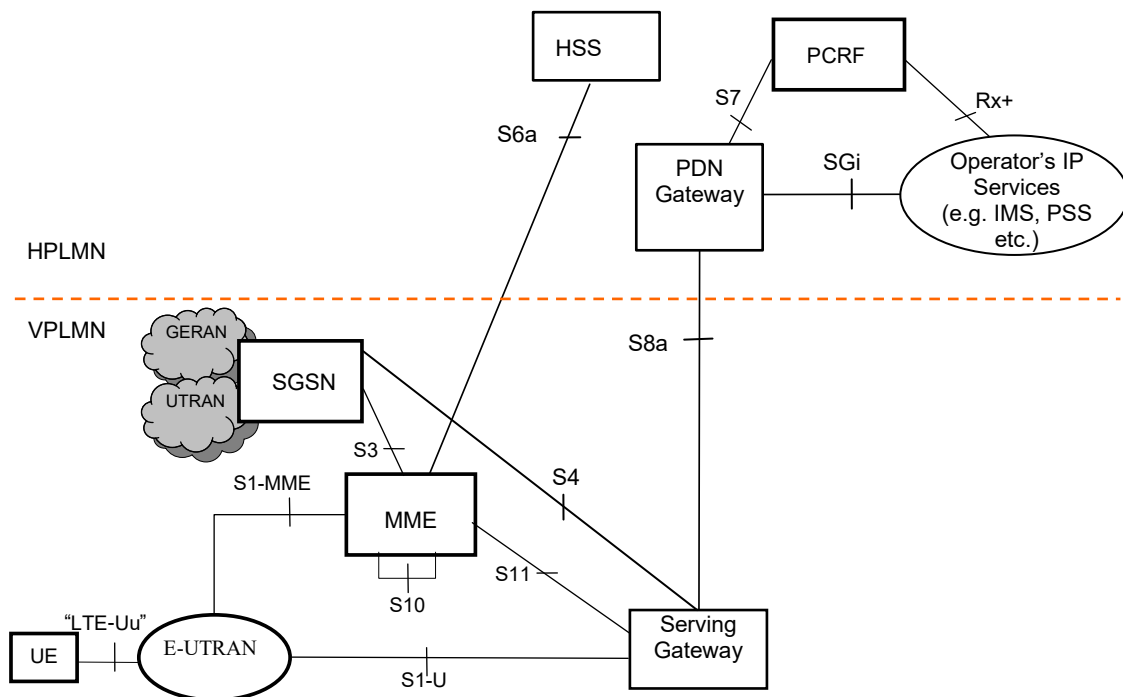 HSS
PCRF
S7
Rx+
S6a
PDN
Gateway
SGi
Operator’s IP
Services
(e.g. IMS, PSS
etc.)
HPLMN
VPLMN
GERAN
SGSN
UTRAN
S8a
S3
S4
S1-MME
MME
S11
S10
“LTE-Uu”
UE
E-UTRAN
Serving
Gateway
S1-U